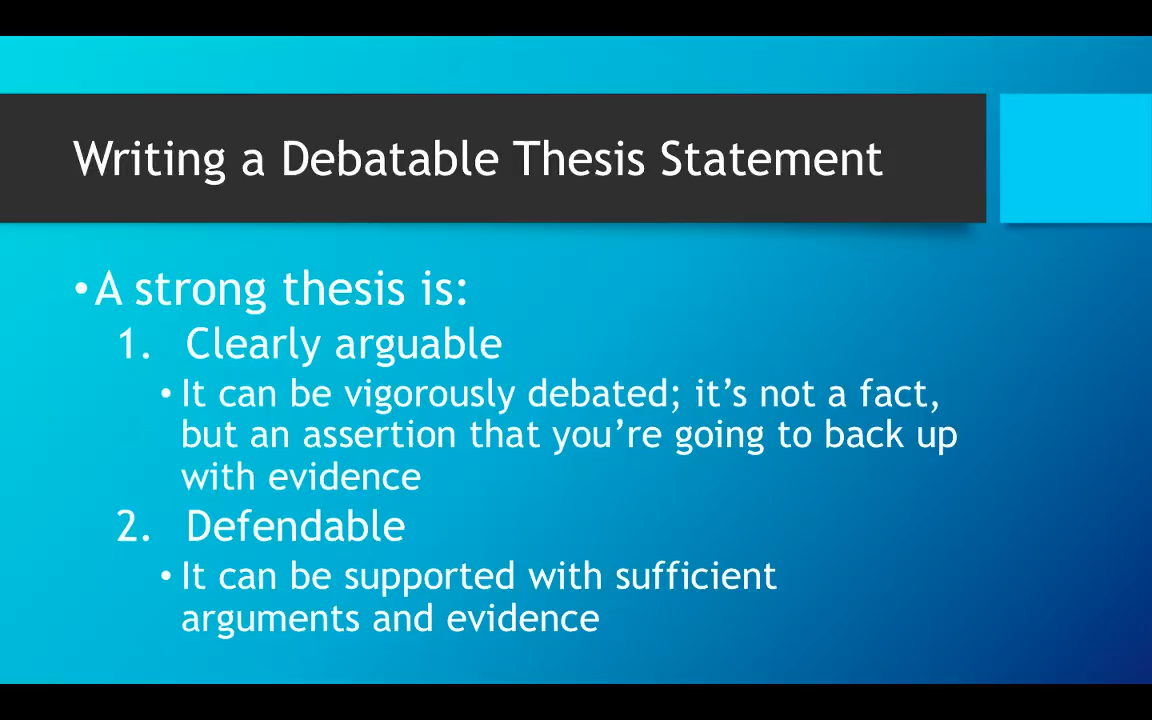 Writing a Debatable Thesis Statement
•A strong thesis is:
1. Clearly arguable
•It can be vigorously debated; it’s not a fact,
but an assertion that you’re going to back up
with evidence
2. Defendable
•It can be supported with sufficient
arguments and evidence